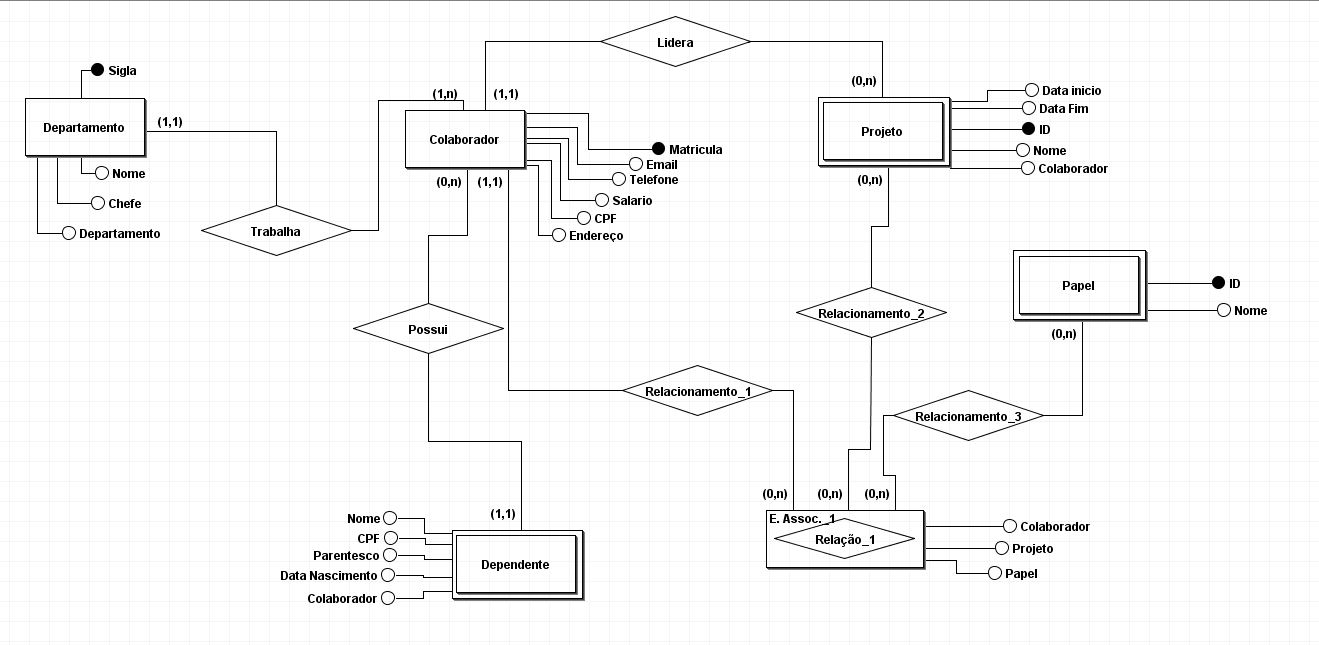 Lidera
Sigla
(1,1)
Departamento
Nome
Chefe
Departamento
Trabalha
(1,n)
(1,1)
Colaborador
(0,n)
(1,1)
Matricula
Email
Telefone
Salario
CPF
Endereço
(0,n)
Projeto
(0,n)
Data inicio
Data Fim
ID
Nome
Colaborador
Possui
Relacionamento_2
Papel
(0,n)
ID
Nome
Relacionamento_1
Relacionamento_3
(1,1)
Dependente
Nome
CPF
Parentesco
Data Nascimento
Colaborador
(0,n)
(0,n)
(0,n)
E. Assoc._1
Relação_1
Colaborador
Projeto
Papel